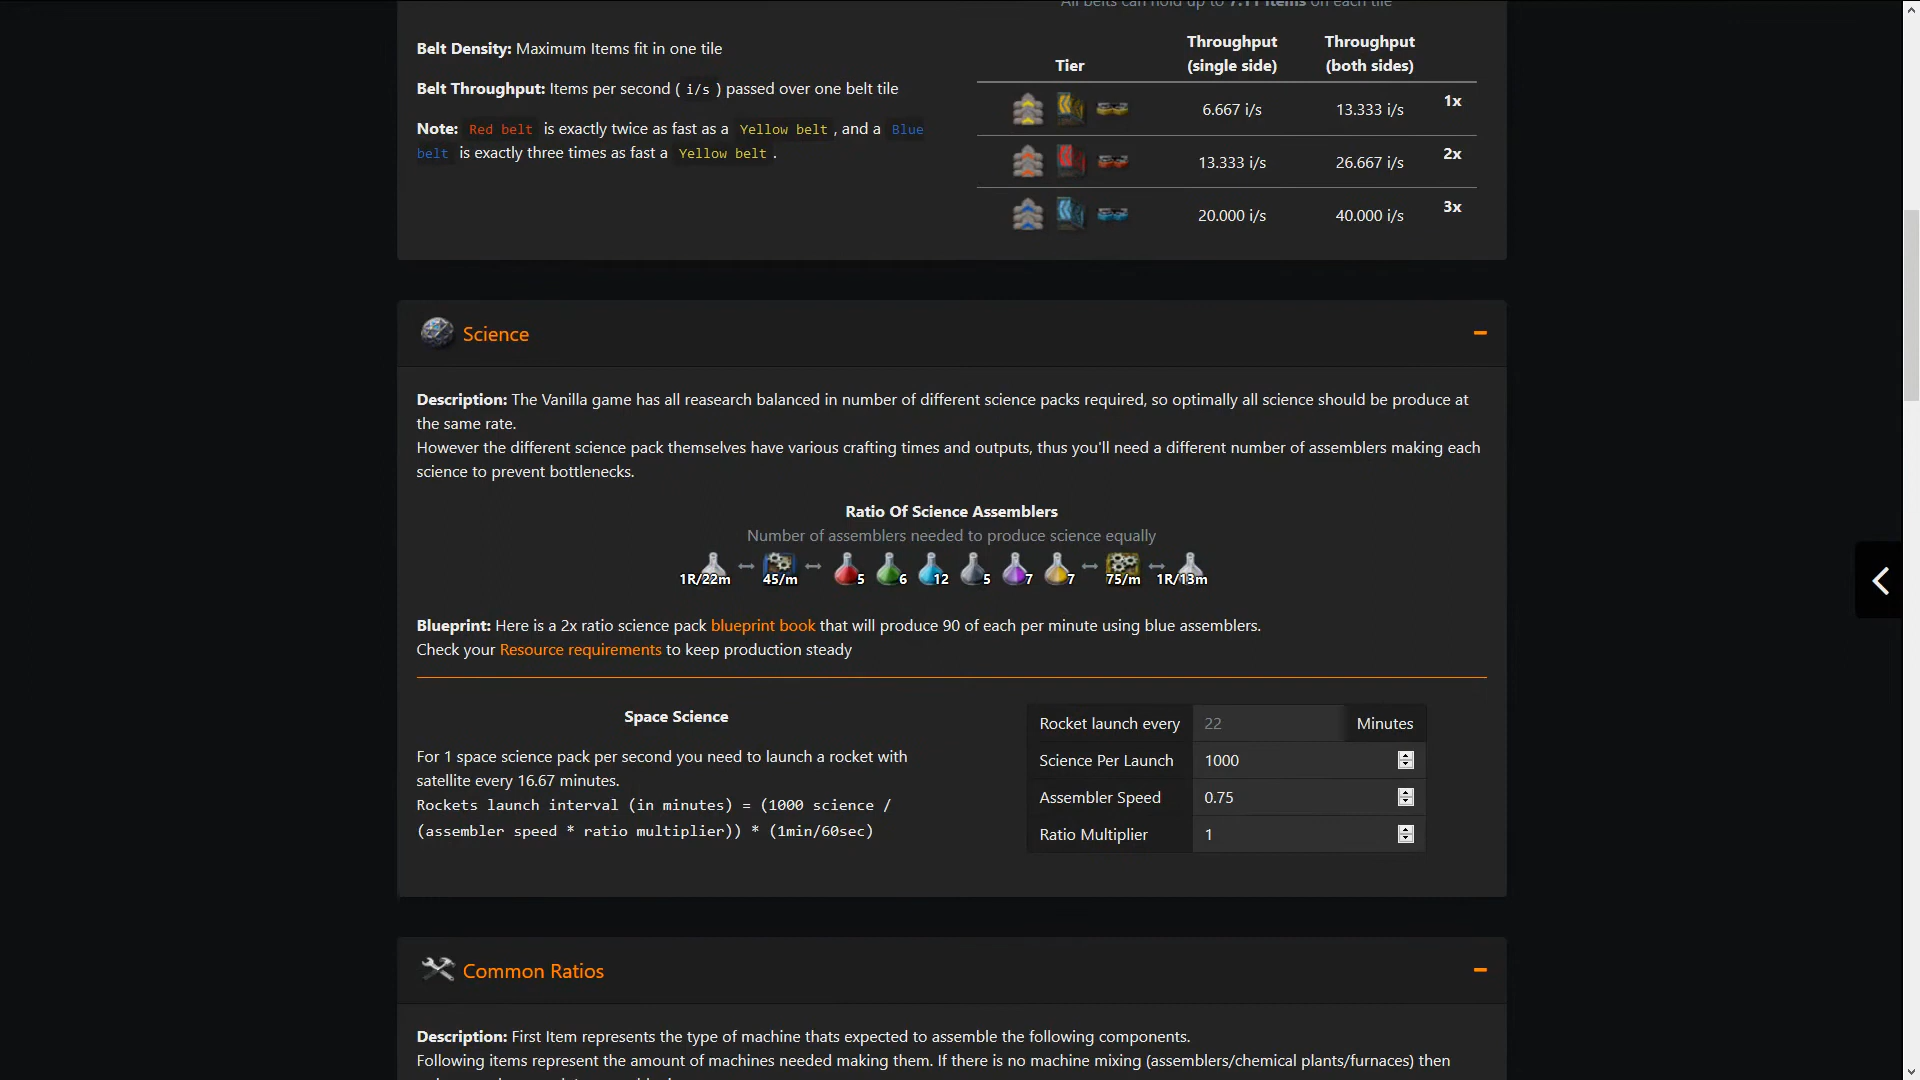 All belts can hold up to 7.11 items on each tile
Belt Density: Maximum Items fit in one tile
Belt Throughput: Items per second ( i/s ) passed over one belt tile
Note: Red belt is exactly twice as fast as a Yellow belt , and a Blue
belt is exactly three times as fast a Yellow belt .
Tier
Throughput
(single side)
Throughput
(both sides)
6.667 i/s 13.333 i/s 1x
13.333 i/s 26.667 i/s 2x
20.000 i/s 40.000 i/s 3x
Science
Description: The Vanilla game has all reasearch balanced in number of different science packs required, so optimally all science should be produce at
the same rate.
However the different science pack themselves have various crafting times and outputs, thus you'll need a different number of assemblers making each
science to prevent bottlenecks.
Ratio Of Science Assemblers
Number of assemblers needed to produce science equally
1R/22m 45/m 5 6 12 5 7 7 75/m 1R/13m
Blueprint: Here is a 2x ratio science pack blueprint book that will produce 90 of each per minute using blue assemblers.
Check your Resource requirements to keep production steady
Space Science
For 1 space science pack per second you need to launch a rocket with
satellite every 16.67 minutes.
Rockets launch interval (in minutes) = (1000 science /
(assembler speed * ratio multiplier)) * (1min/60sec)
Rocket launch every 22 Minutes
Science Per Launch 1000
Assembler Speed 0.75
Ratio Multiplier 1
Common Ratios
Description: First Item represents the type of machine thats expected to assemble the following components.
Following items represent the amount of machines needed making them. If there is no machine mixing (assemblers/chemical plants/furnaces) then